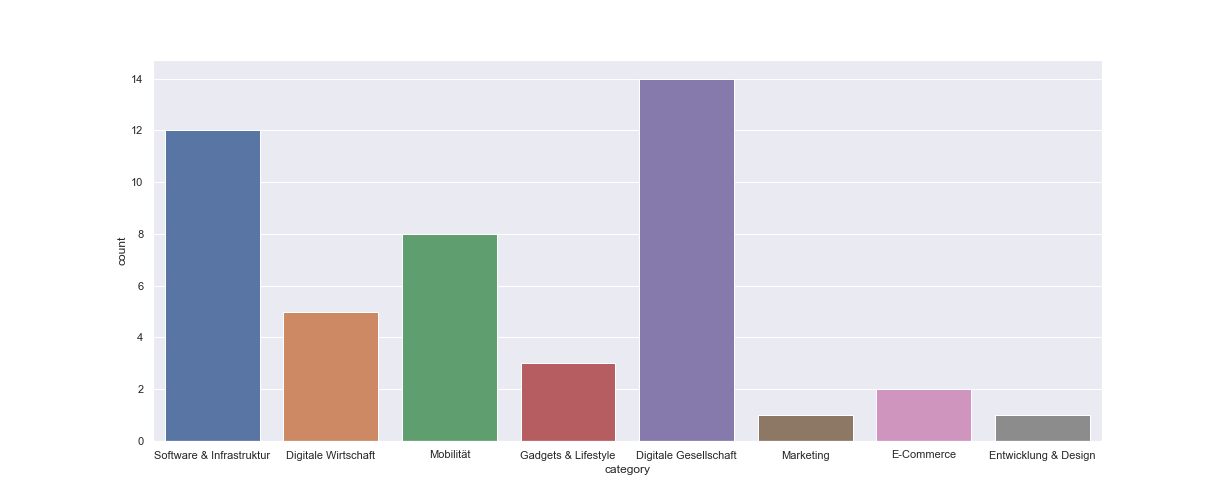 14
12
10
8
6
4
2
0
count
Software & Infrastruktur
Digitale Wirtschaft
Mobilität
Gadgets & Lifestyle
Digitale Gesellschaft
Marketing
E-Commerce
Entwicklung & Design
category